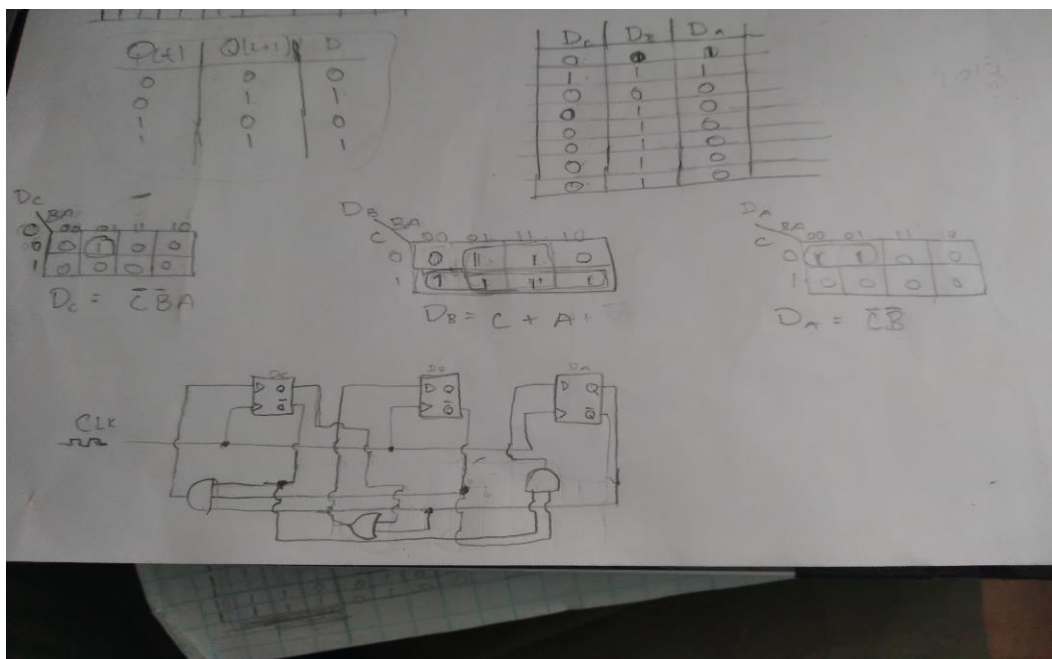 Q(t) Q(t+1) D
0 0 0
0 1 1
1 0 0
1 1 1
Dc DB DA
0 0
1 1 1
0 0 0
0 1 0
0 1 0
0 1 0
0 1 0
0 1 0
Dc
BA
00 01 11 10
0 0 1 0 0
1 0 0 0 0
Dc = C̅B̅A
DB
BA
C 00 01 11 10
0 0 1 1 0
1 1 1 1 1
DB = C + A
DA
BA
C 00 01 11 10
0 1 1 0 0
1 0 0 0 0
DA = C̅B̅
Dc DB DA
D Q D Q D Q
Q̅ Q̅ Q̅
CLK